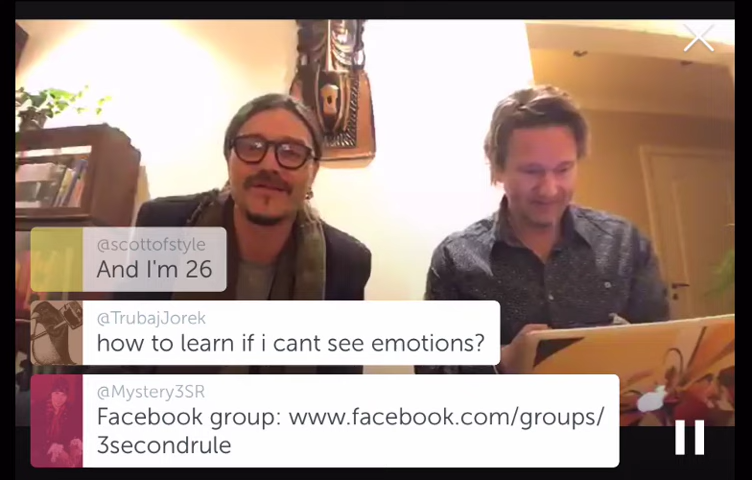 @scottofstyle
And I'm 26
@TrubajJorek
how to learn if i cant see emotions?
@Mystery3SR
Facebook group: www.facebook.com/groups/
3secondrule